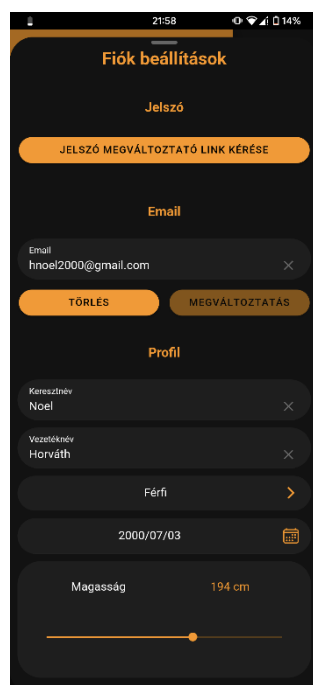 21:58
14%
Fiók beállítások
Jelszó
JELSZÓ MEGVÁLTOZTATÓ LINK KÉRÉSE
Email
Email
hnoel2000@gmail.com
TÖRLÉS
MEGVÁLTOZTATÁS
Profil
Keresztnév
Noel
Vezetéknév
Horváth
Férfi
2000/07/03
Magasság
194 cm